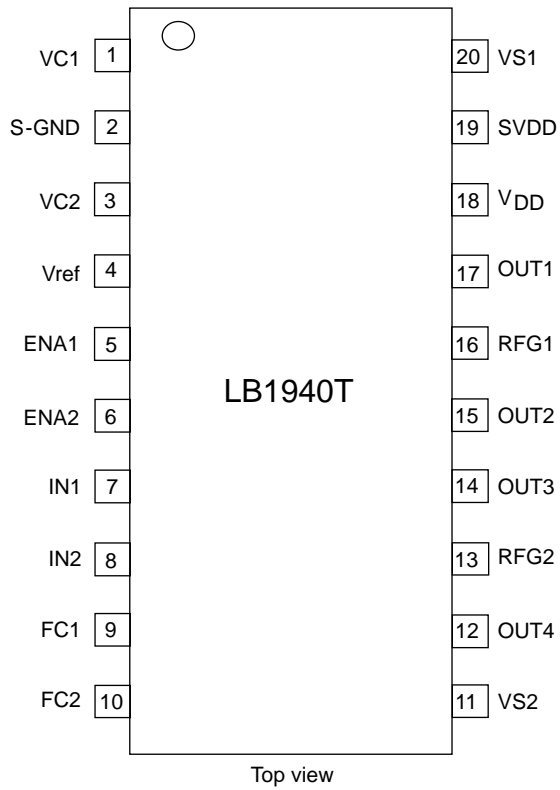 VC1 1 20 VS1
S-GND 2 19 SVDD
VC2 3 18 VDD
Vref 4 17 OUT1
ENA1 5 16 RFG1
LB1940T
ENA2 6 15 OUT2
IN1 7 14 OUT3
IN2 8 13 RFG2
FC1 9 12 OUT4
FC2 10 11 VS2
Top view